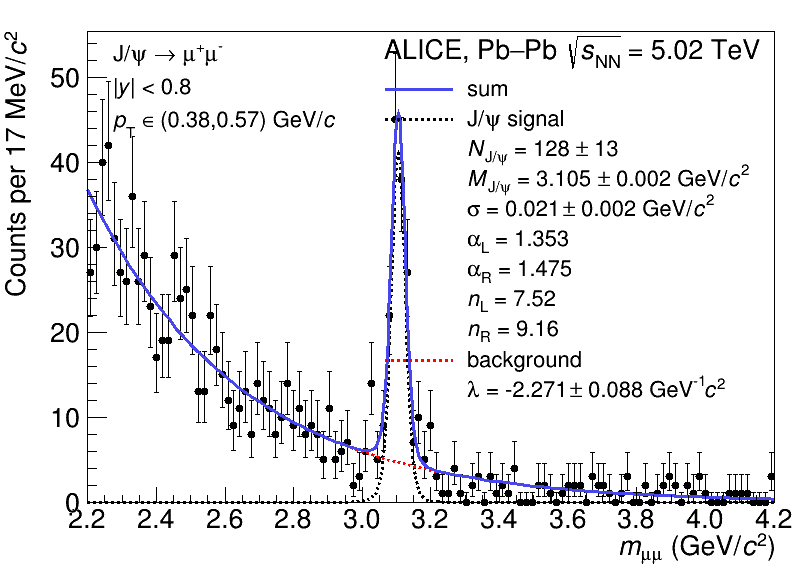 ALICE, Pb–Pb √s_NN = 5.02 TeV
J/ψ → μ⁺μ⁻
|y| < 0.8
p_T ∈ (0.38,0.57) GeV/c
sum
J/ψ signal
N_J/ψ = 128 ± 13
M_J/ψ = 3.105 ± 0.002 GeV/c²
σ = 0.021 ± 0.002 GeV/c²
α_L = 1.353
α_R = 1.475
n_L = 7.52
n_R = 9.16
background
λ = -2.271 ± 0.088 GeV⁻¹c²
Counts per 17 MeV/c²
50
40
30
20
10
0
2.2 2.4 2.6 2.8 3.0 3.2 3.4 3.6 3.8 4.0 4.2
m_μμ (GeV/c²)